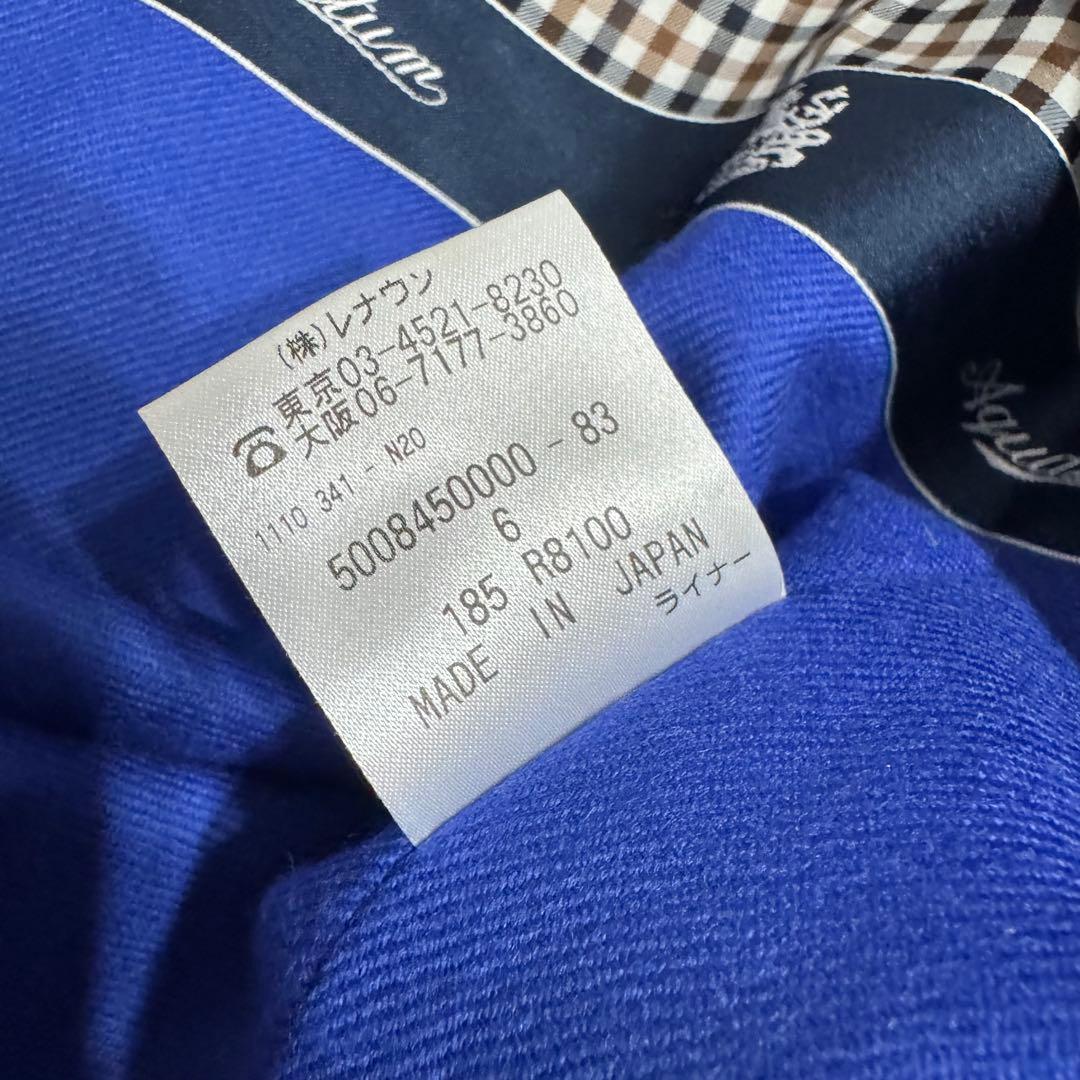 (株)レナウン
☎東京03-4521-8230
大阪06-7177-3860
1110 341 - N20
5008450000 - 83
6
185 R8100
MADE IN JAPAN
ライナー